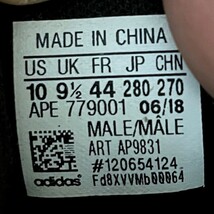 MADE IN CHINA
US UK FR JP CHN
10 9½ 44 280 270
APE 779001 06/18
MALE/MÂLE
ART AP9831
#120654124
adidas Fd8XVVMb00064